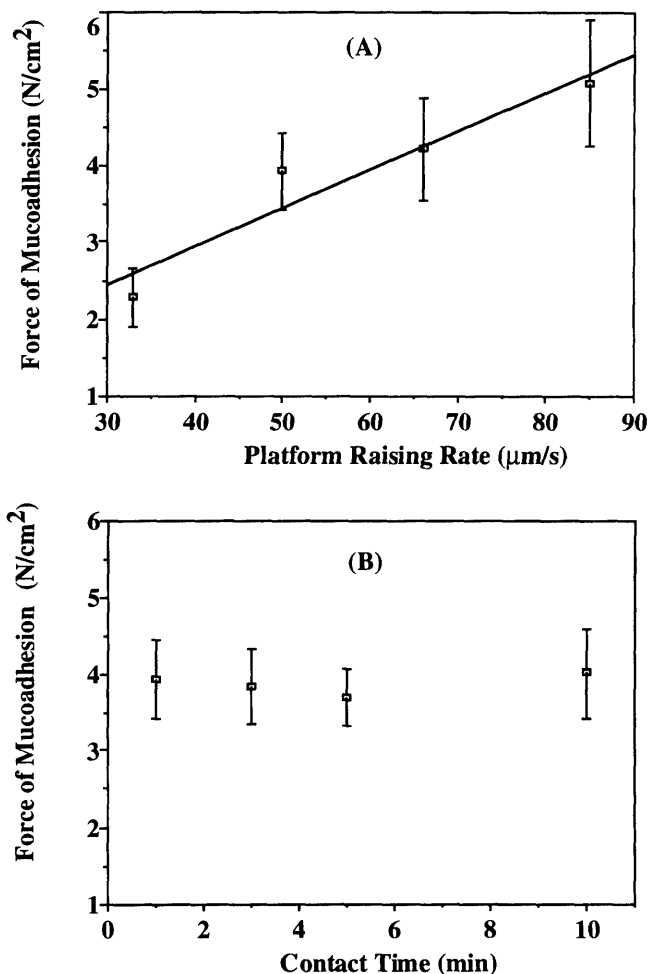 (A)
Force of Mucoadhesion (N/cm²)
6
5
4
3
2
1
30 40 50 60 70 80 90
Platform Raising Rate (μm/s)
(B)
Force of Mucoadhesion (N/cm²)
6
5
4
3
2
1
0 2 4 6 8 10
Contact Time (min)